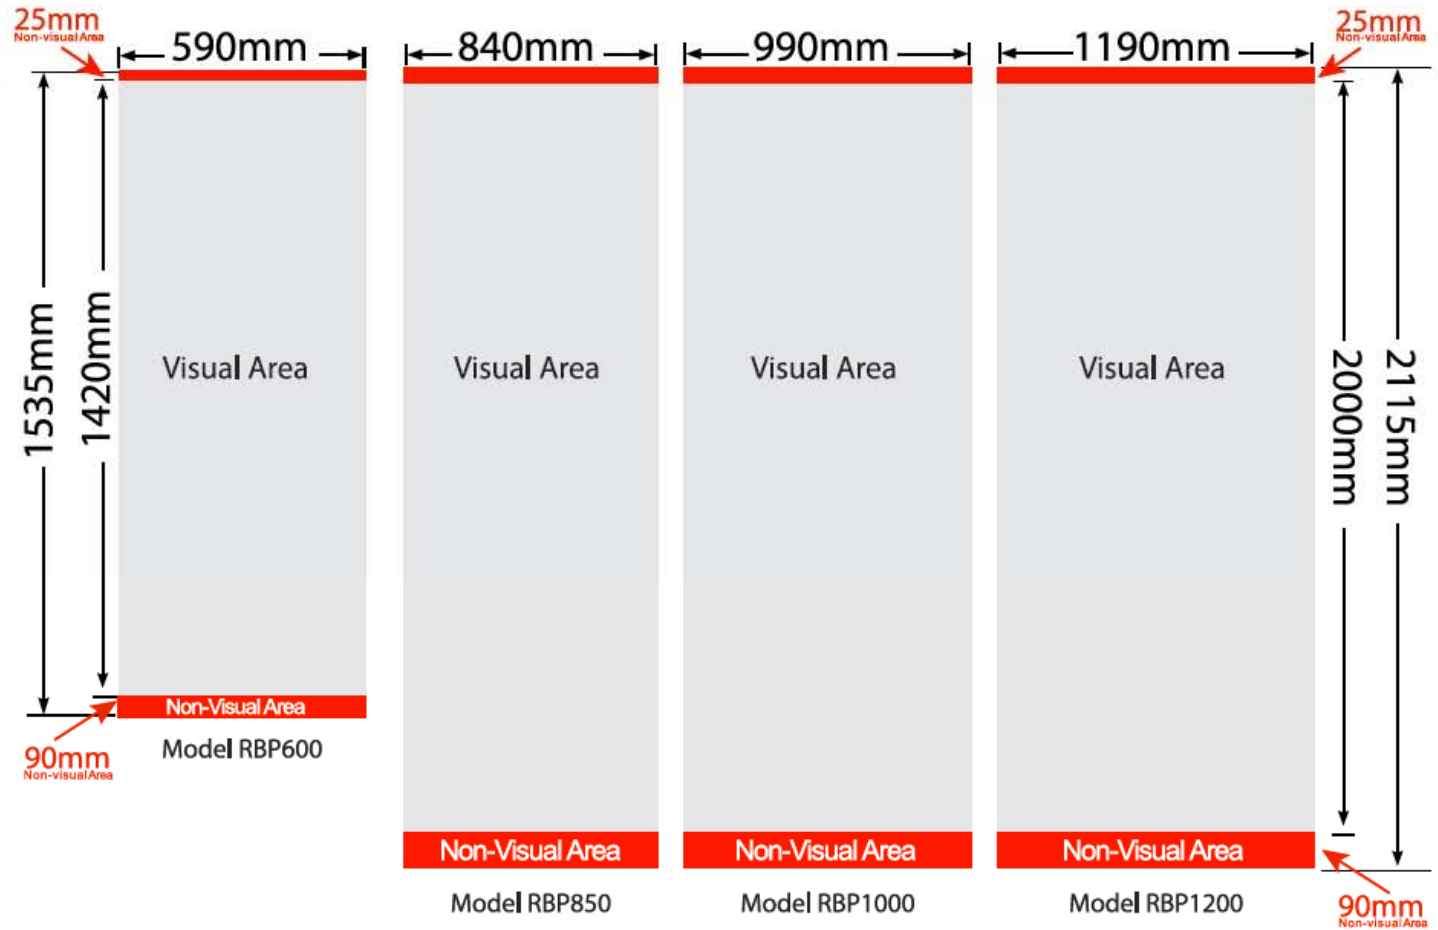 25mm
Non-visual Area
590mm
840mm
990mm
1190mm
25mm
Non-visual Area
1535mm
1420mm
Visual Area
Visual Area
Visual Area
Visual Area
2000mm
2115mm
Non-Visual Area
90mm
Non-visual Area
Model RBP600
Non-Visual Area
Non-Visual Area
Non-Visual Area
Model RBP850
Model RBP1000
Model RBP1200
90mm
Non-visual Area